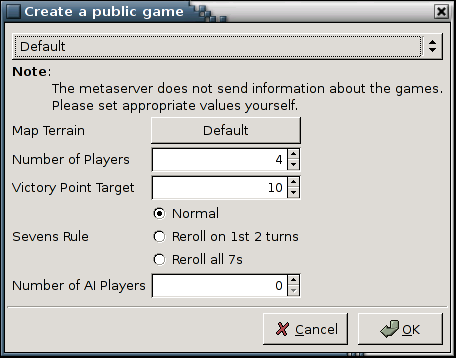 Create a public game
Default
Note:
The metaserver does not send information about the games.
Please set appropriate values yourself.
Map Terrain Default
Number of Players 4
Victory Point Target 10
Normal
Sevens Rule Reroll on 1st 2 turns
Reroll all 7s
Number of AI Players 0
Cancel OK